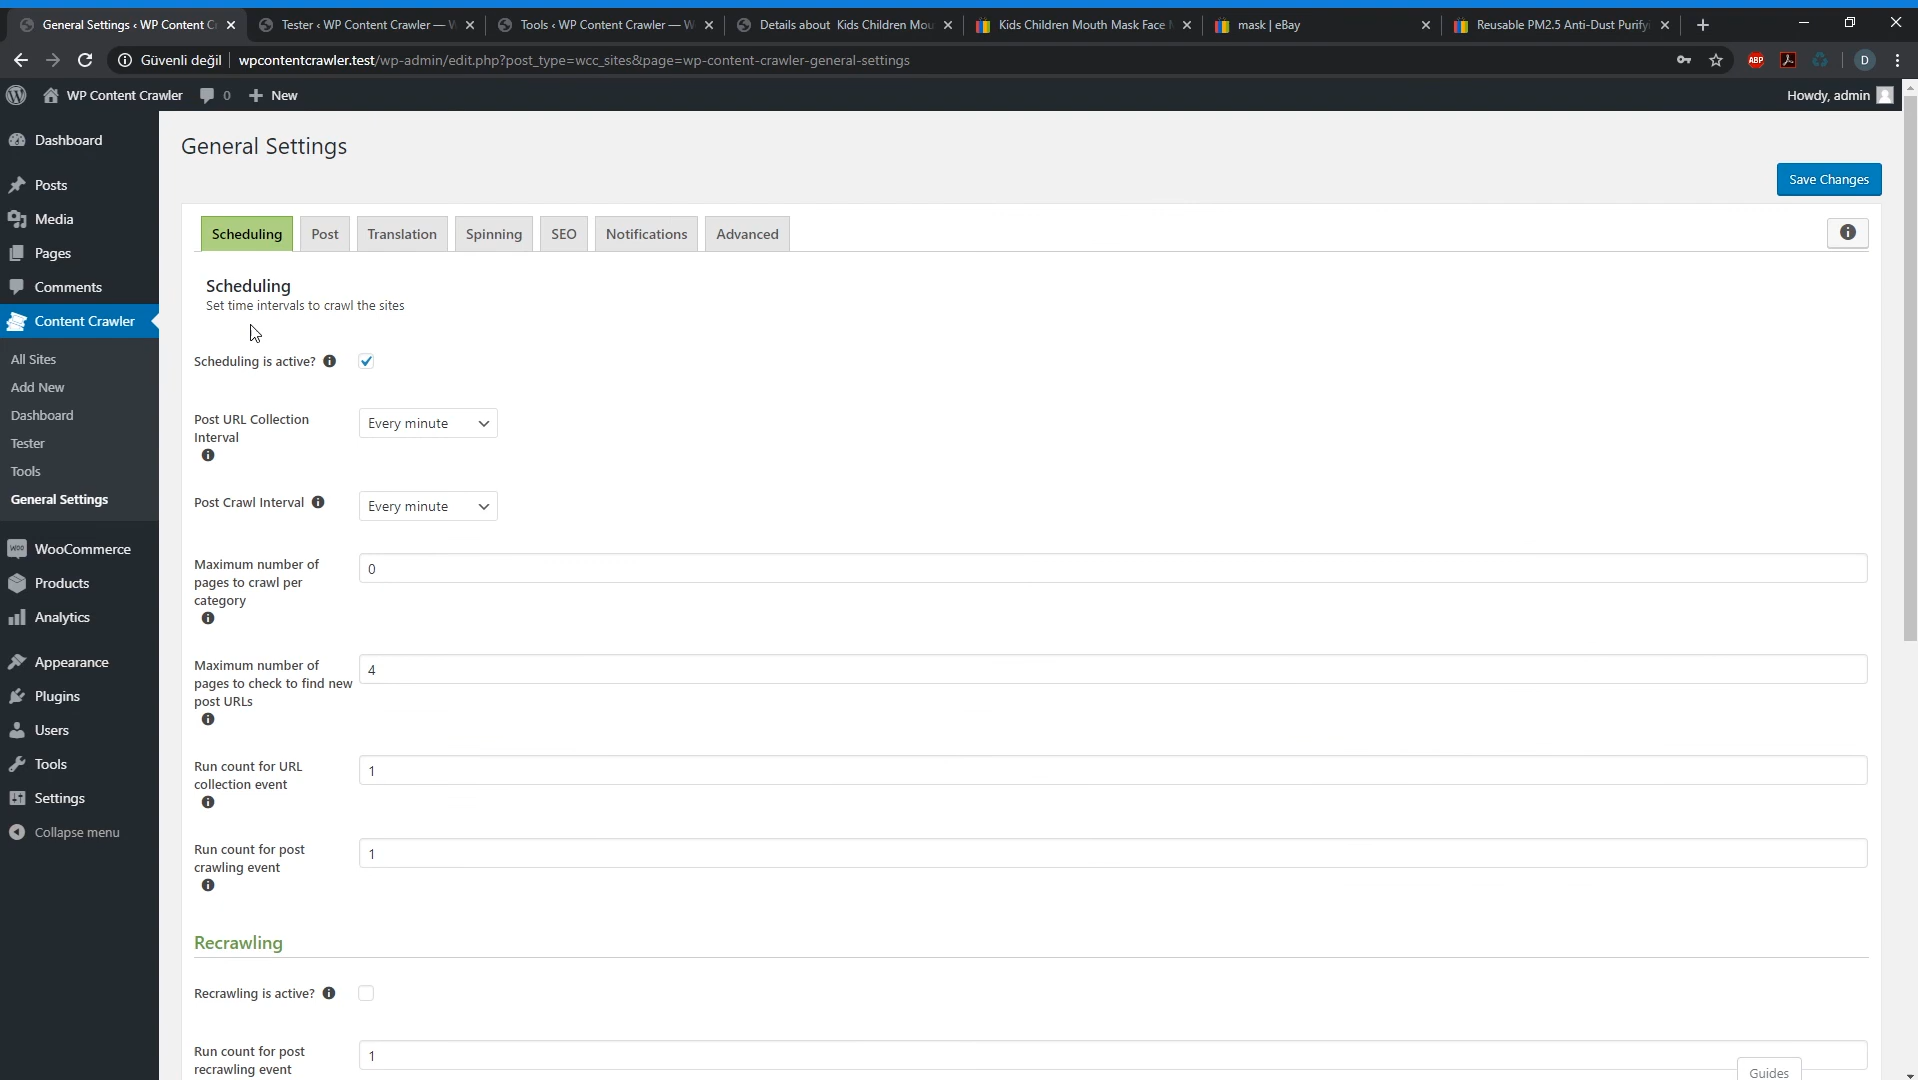 General Settings ‹ WP Content C
Tester ‹ WP Content Crawler — W
Tools ‹ WP Content Crawler — W
Details about Kids Children Mou
Kids Children Mouth Mask Face
mask | eBay
Reusable PM2.5 Anti-Dust Purify
Güvenli değil
wpcontentcrawler.test/wp-admin/edit.php?post_type=wcc_sites&page=wp-content-crawler-general-settings
ABP
D
WP Content Crawler
0
New
Howdy, admin
Dashboard
Posts
Media
Pages
Comments
Content Crawler
All Sites
Add New
Dashboard
Tester
Tools
General Settings
WooCommerce
Products
Analytics
Appearance
Plugins
Users
Tools
Settings
Collapse menu
General Settings
Save Changes
Scheduling
Post
Translation
Spinning
SEO
Notifications
Advanced
Scheduling
Set time intervals to crawl the sites
Scheduling is active?
Post URL Collection
Interval
Every minute
Post Crawl Interval
Every minute
Maximum number of
pages to crawl per
category
0
Maximum number of
pages to check to find new
post URLs
4
Run count for URL
collection event
1
Run count for post
crawling event
1
Recrawling
Recrawling is active?
Run count for post
recrawling event
1
Guides